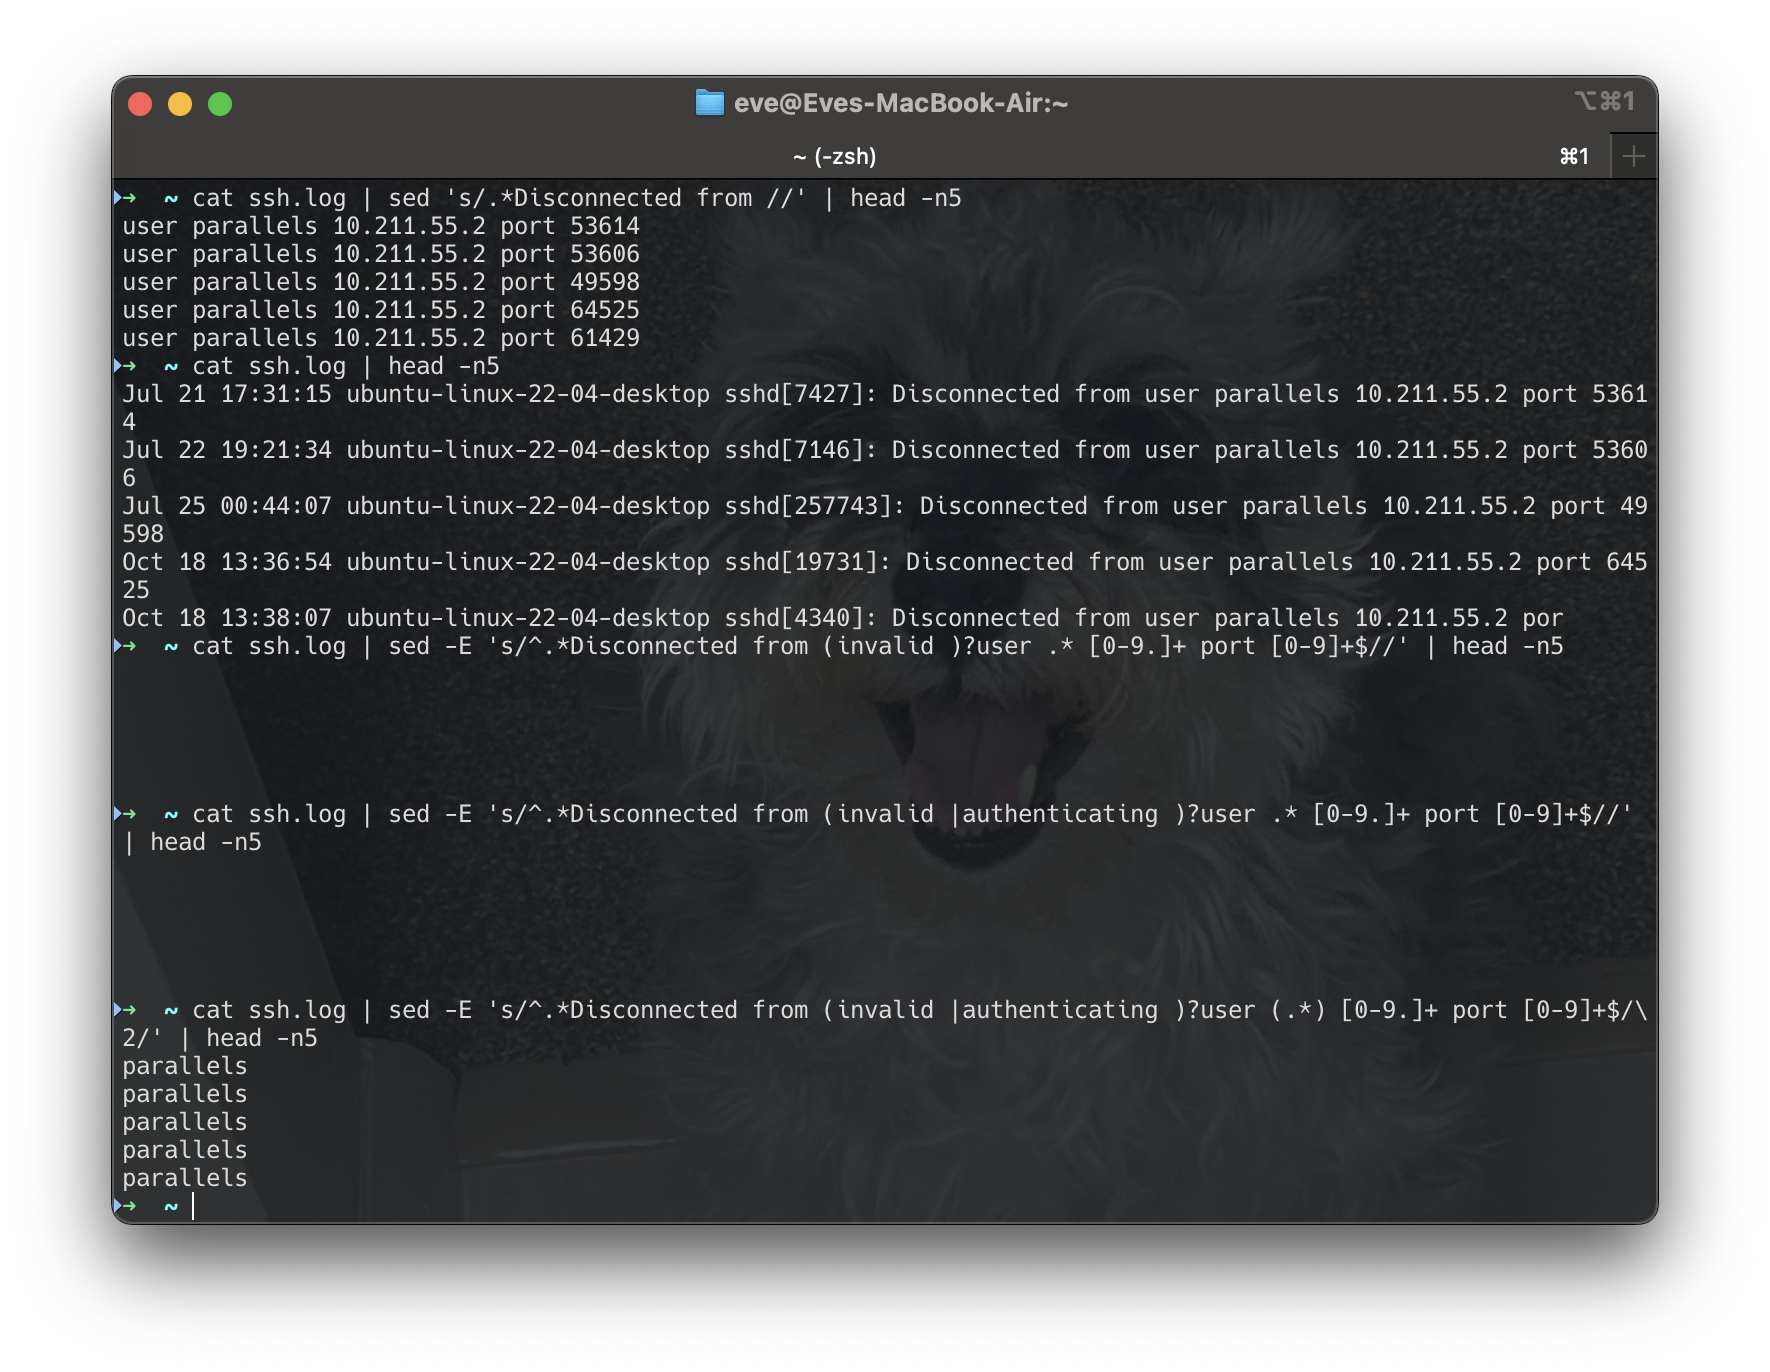 eve@Eves-MacBook-Air:~
⌥⌘1
~ (-zsh)
⌘1
➜ ~ cat ssh.log | sed 's/.*Disconnected from //' | head -n5
user parallels 10.211.55.2 port 53614
user parallels 10.211.55.2 port 53606
user parallels 10.211.55.2 port 49598
user parallels 10.211.55.2 port 64525
user parallels 10.211.55.2 port 61429
➜ ~ cat ssh.log | head -n5
Jul 21 17:31:15 ubuntu-linux-22-04-desktop sshd[7427]: Disconnected from user parallels 10.211.55.2 port 5361
4
Jul 22 19:21:34 ubuntu-linux-22-04-desktop sshd[7146]: Disconnected from user parallels 10.211.55.2 port 5360
6
Jul 25 00:44:07 ubuntu-linux-22-04-desktop sshd[257743]: Disconnected from user parallels 10.211.55.2 port 49
598
Oct 18 13:36:54 ubuntu-linux-22-04-desktop sshd[19731]: Disconnected from user parallels 10.211.55.2 port 645
25
Oct 18 13:38:07 ubuntu-linux-22-04-desktop sshd[4340]: Disconnected from user parallels 10.211.55.2 por
➜ ~ cat ssh.log | sed -E 's/^.*Disconnected from (invalid )?user .* [0-9.]+ port [0-9]+$//' | head -n5
➜ ~ cat ssh.log | sed -E 's/^.*Disconnected from (invalid |authenticating )?user .* [0-9.]+ port [0-9]+$//'
| head -n5
➜ ~ cat ssh.log | sed -E 's/^.*Disconnected from (invalid |authenticating )?user (.*) [0-9.]+ port [0-9]+$/\
2/' | head -n5
parallels
parallels
parallels
parallels
parallels
➜ ~